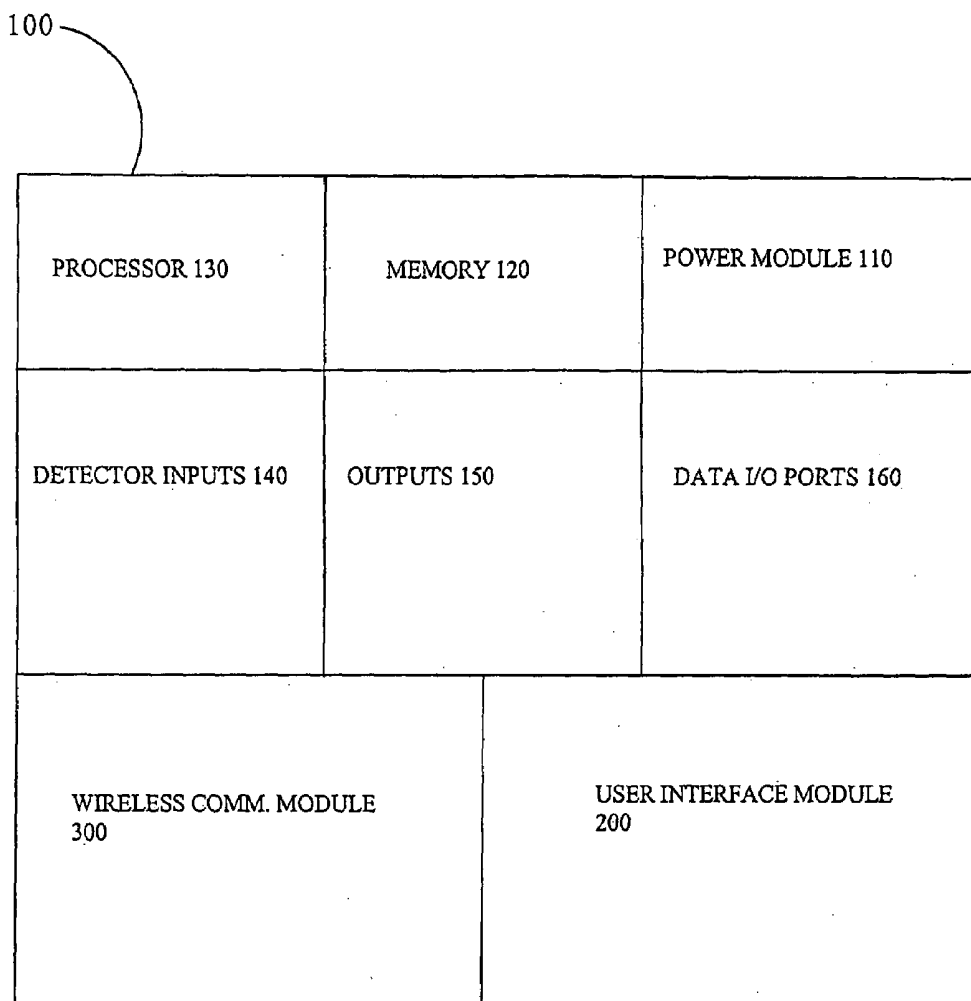 100
PROCESSOR 130
MEMORY 120
POWER MODULE 110
DETECTOR INPUTS 140
OUTPUTS 150
DATA I/O PORTS 160
WIRELESS COMM. MODULE
300
USER INTERFACE MODULE
200